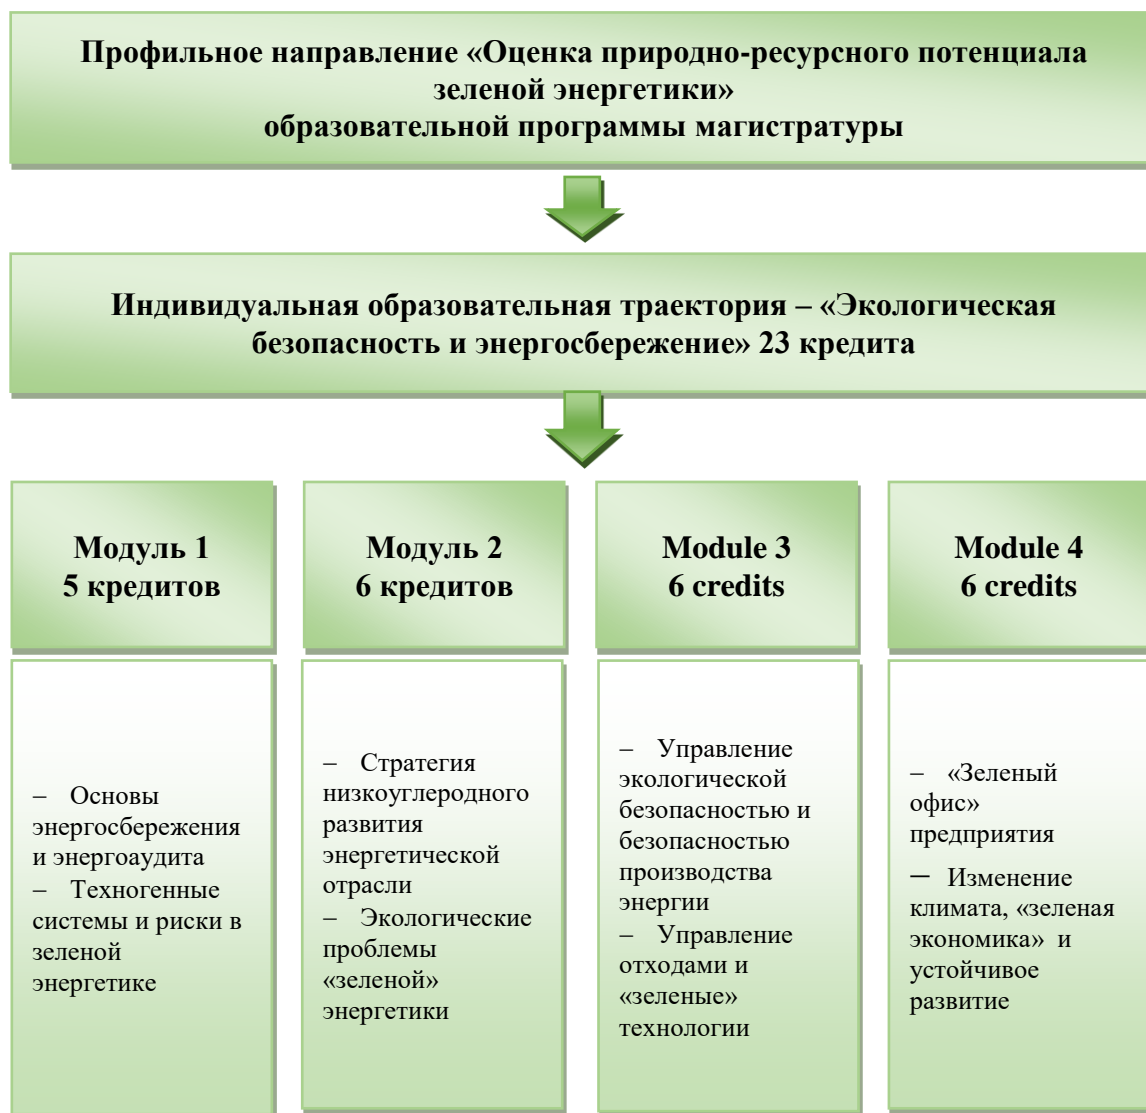 Профильное направление «Оценка природно-ресурсного потенциала
зеленой энергетики»
образовательной программы магистратуры
Индивидуальная образовательная траектория – «Экологическая
безопасность и энергосбережение» 23 кредита
Модуль 1
5 кредитов
Модуль 2
6 кредитов
Module 3
6 credits
Module 4
6 credits
– Основы
энергосбережения
и энергоаудита
– Техногенные
системы и риски в
зеленой
энергетике
– Стратегия
низкоуглеродного
развития
энергетической
отрасли
– Экологические
проблемы
«зеленой»
энергетики
– Управление
экологической
безопасностью и
безопасностью
производства
энергии
– Управление
отходами и
«зеленые»
технологии
– «Зеленый
офис»
предприятия
– Изменение
климата, «зеленая
экономика» и
устойчивое
развитие